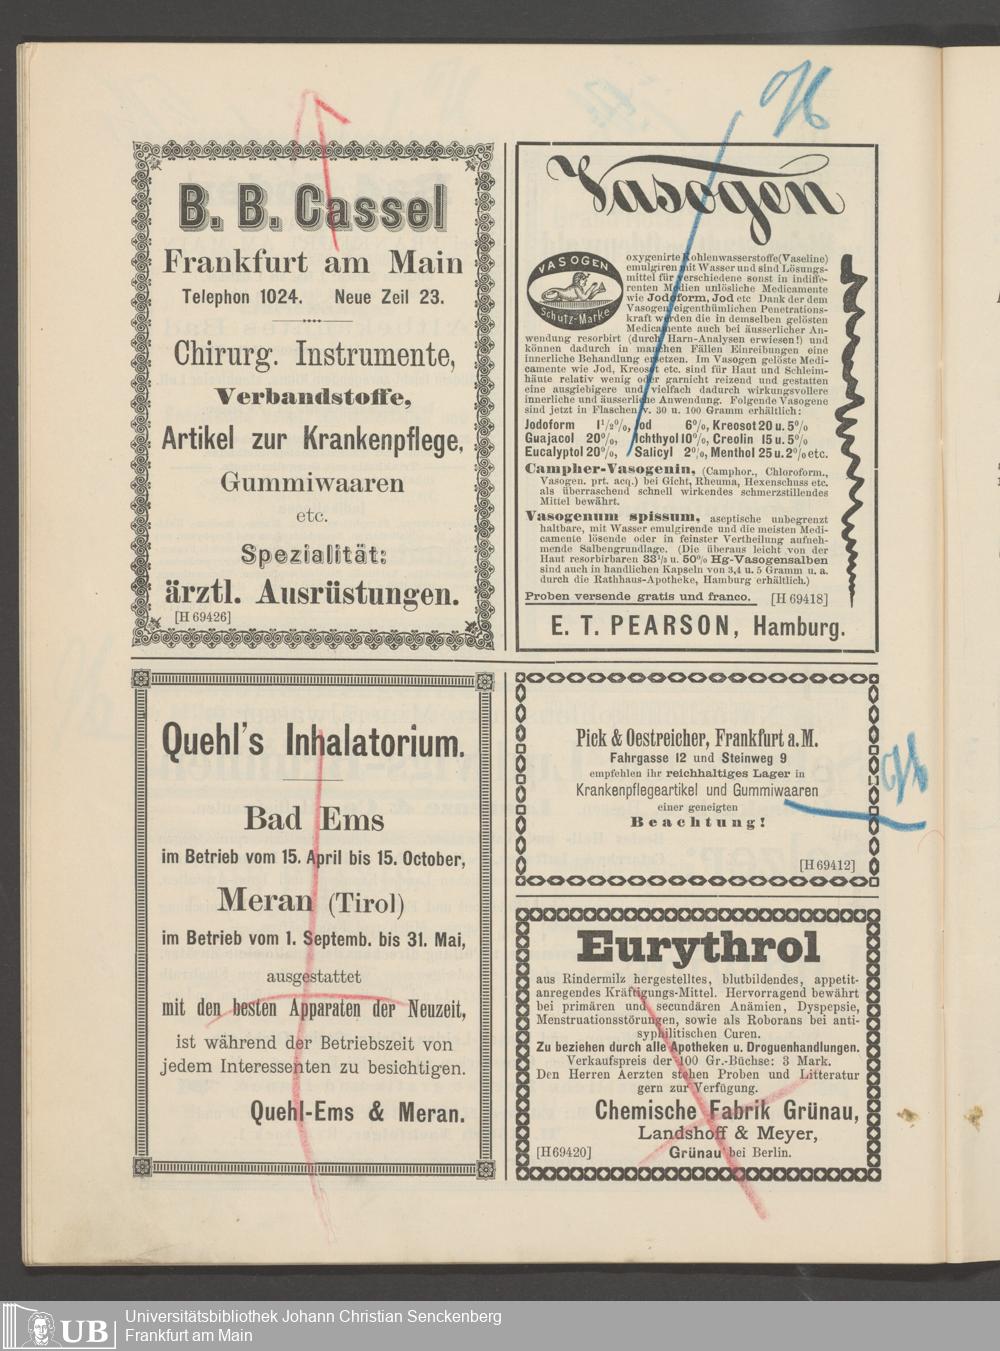 B. B. Cassel
Frankfurt am Main
Telephon 1024. Neue Zeil 23.
Chirurg. Instrumente,
Verbandstoffe,
Artikel zur Krankenpflege,
Gummiwaaren
etc.
Spezialität:
ärztl. Ausrüstungen.
[H 69426]
Vasogen
VASOGEN
Schutz-Marke
oxygenirte Kohlenwasserstoffe (Vaseline)
emulgiren mit Wasser und sind Lösungs-
mittel für verschiedene sonst in indiffe-
renten Medien unlösliche Medicamente
wie Jodoform, Jod etc Dank der dem
Vasogen eigenthümlichen Penetrations-
kraft werden die in demselben gelösten
Medicamente auch bei äusserlicher An-
wendung resorbirt (durch Harn-Analysen erwiesen!) und
können dadurch in manchen Fällen Einreibungen eine
innerliche Behandlung ersetzen. Im Vasogen gelöste Medi-
camente wie Jod, Kreosot etc. sind für Haut und Schleim-
häute relativ wenig oder garnicht reizend und gestatten
eine ausgiebigere und vielfach dadurch wirkungsvollere
innerliche und äusserliche Anwendung. Folgende Vasogene
sind jetzt in Flaschen v. 30 u. 100 Gramm erhältlich:
Jodoform 1 1/2%, Jod 6%, Kreosot 20 u. 5%
Guajacol 20%, Ichthyol 10%, Creolin 15 u. 5%
Eucalyptol 20%, Salicyl 2%, Menthol 25 u. 2% etc.
Campher-Vasogenin, (Camphor., Chloroform.,
Vasogen. prt. acq.) bei Gicht, Rheuma, Hexenschuss etc.
als überraschend schnell wirkendes schmerzstillendes
Mittel bewährt.
Vasogenum spissum, aseptische unbegrenzt
haltbare, mit Wasser emulgirende und die meisten Medi-
camente lösende oder in feinster Vertheilung aufneh-
mende Salbengrundlage. (Die überaus leicht von der
Haut resorbirbaren 33 1/3 u. 50% Hg-Vasogensalben
sind auch in handlichen Kapseln von 3,4 u. 5 Gramm u. a.
durch die Rathhaus-Apotheke, Hamburg erhältlich.)
Proben versende gratis und franco. [H 69418]
E. T. PEARSON, Hamburg.
Quehl's Inhalatorium.
Bad Ems
im Betrieb vom 15. April bis 15. October,
Meran (Tirol)
im Betrieb vom 1. Septemb. bis 31. Mai,
ausgestattet
mit den besten Apparaten der Neuzeit,
ist während der Betriebszeit von
jedem Interessenten zu besichtigen.
Quehl-Ems & Meran.
Pick & Oestreicher, Frankfurt a. M.
Fahrgasse 12 und Steinweg 9
empfehlen ihr reichhaltiges Lager in
Krankenpflegeartikel und Gummiwaaren
einer geneigten
Beachtung!
[H 69412]
Eurythrol
aus Rindermilz hergestelltes, blutbildendes, appetit-
anregendes Kräftigungs-Mittel. Hervorragend bewährt
bei primären und secundären Anämien, Dyspepsie,
Menstruationsstörungen, sowie als Roborans bei anti-
syphilitischen Curen.
Zu beziehen durch alle Apotheken u. Droguenhandlungen.
Verkaufspreis der 100 Gr.-Büchse: 3 Mark.
Den Herren Aerzten stehen Proben und Litteratur
gern zur Verfügung.
Chemische Fabrik Grünau,
Landshoff & Meyer,
[H 69420] Grünau bei Berlin.
UB
Universitätsbibliothek Johann Christian Senckenberg
Frankfurt am Main